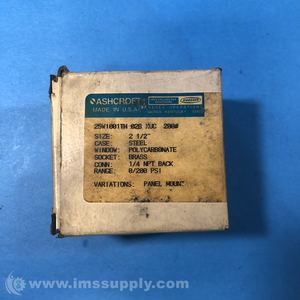 ASHCROFT
MADE IN U.S.A.
25W1001TH 02B XUC 200#
SIZE: 2 1/2"
CASE: STEEL
WINDOW: POLYCARBONATE
SOCKET: BRASS
CONN: 1/4 NPT BACK
RANGE: 0/200 PSI
VARIATIONS: PANEL MOUNT
© www.imssupply.com